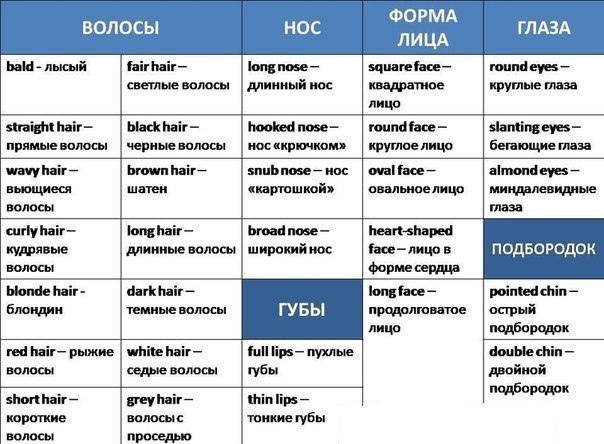 ВОЛОСЫ
НОС
ФОРМА
ЛИЦА
ГЛАЗА
bald - лысый
fair hair –
светлые волосы
long nose –
длинный нос
square face –
квадратное
лицо
round eyes –
круглые глаза
straight hair –
прямые волосы
black hair –
черные волосы
hooked nose –
нос «крючком»
round face –
круглое лицо
slanting eyes –
бегающие глаза
wavy hair –
вьющиеся
волосы
brown hair –
шатен
snub nose – нос
«картошкой»
oval face –
овальное лицо
almond eyes –
миндалевидные
глаза
curly hair –
кудрявые
волосы
long hair –
длинные волосы
broad nose –
широкий нос
heart-shaped
face – лицо в
форме сердца
ПОДБОРОДОК
blonde hair -
блондин
dark hair –
темные волосы
ГУБЫ
long face –
продолговатое
лицо
pointed chin –
острый
подбородок
red hair – рыжие
волосы
white hair –
седые волосы
full lips – пухлые
губы
double chin –
двойной
подбородок
short hair –
короткие
волосы
grey hair –
волосы с
проседью
thin lips –
тонкие губы